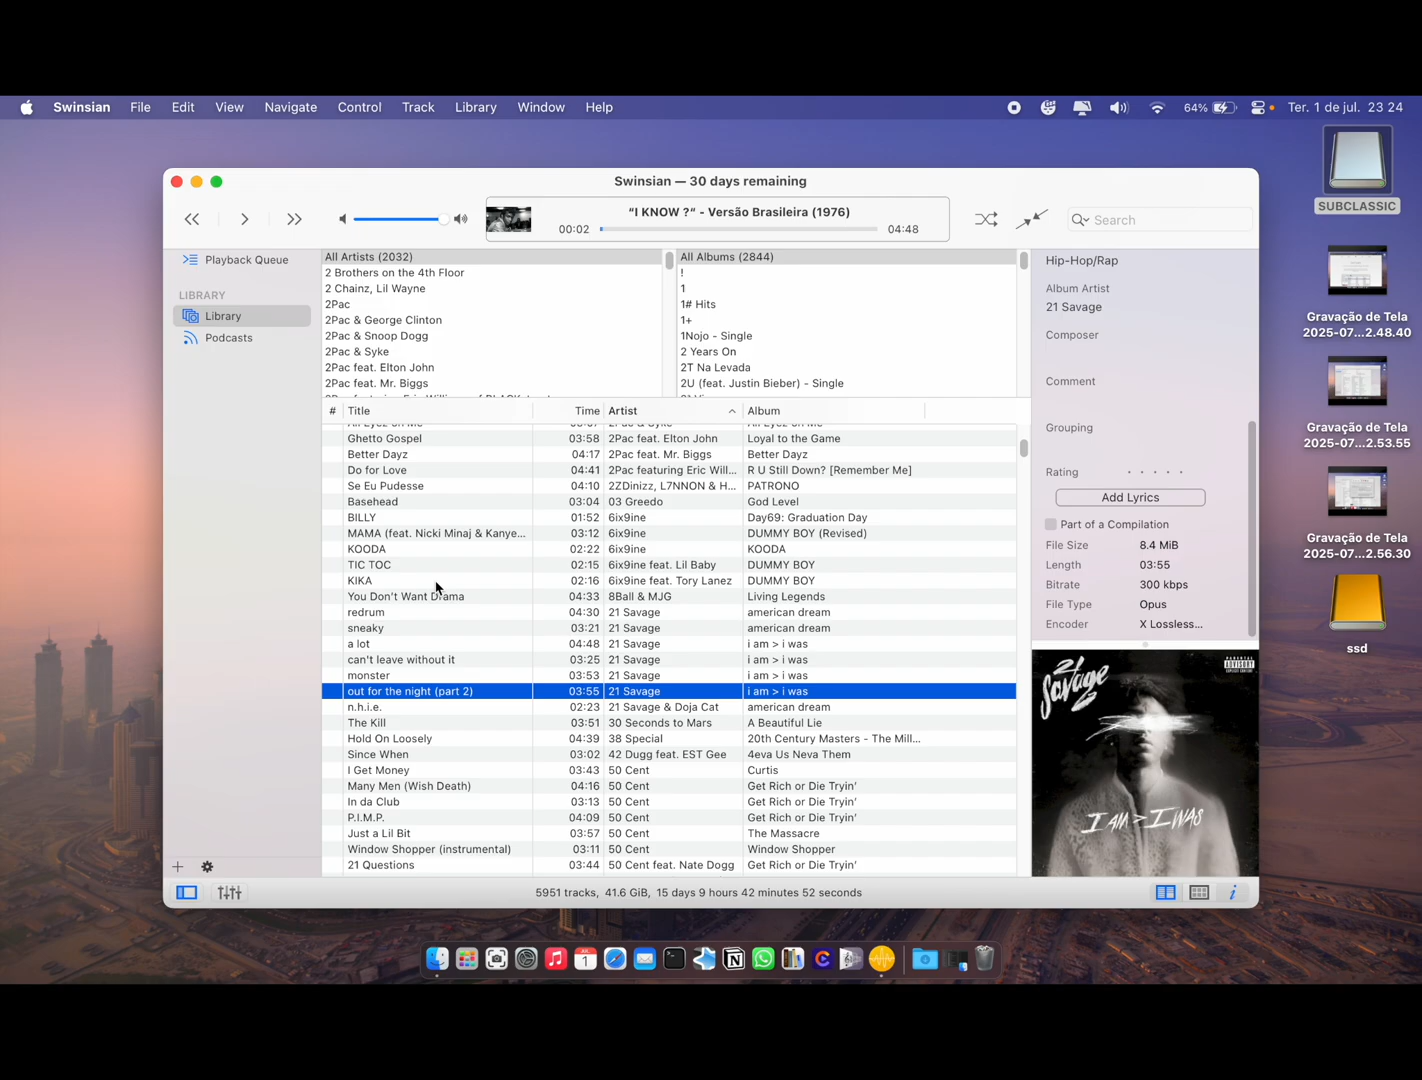 Swinsian File Edit View Navigate Control Track Library Window Help 64% Ter. 1 de jul. 23 24
Swinsian — 30 days remaining
"I KNOW ?" - Versão Brasileira (1976)
00:02 04:48
Search
Playback Queue
LIBRARY
Library
Podcasts
All Artists (2032)
2 Brothers on the 4th Floor
2 Chainz, Lil Wayne
2Pac
2Pac & George Clinton
2Pac & Snoop Dogg
2Pac & Syke
2Pac feat. Elton John
2Pac feat. Mr. Biggs
All Albums (2844)
!
1
1# Hits
1+
1Nojo - Single
2 Years On
2T Na Levada
2U (feat. Justin Bieber) - Single
# Title Time Artist Album
Ghetto Gospel 03:58 2Pac feat. Elton John Loyal to the Game
Better Dayz 04:17 2Pac feat. Mr. Biggs Better Dayz
Do for Love 04:41 2Pac featuring Eric Will... R U Still Down? [Remember Me]
Se Eu Pudesse 04:10 2ZDinizz, L7NNON & H... PATRONO
Basehead 03:04 03 Greedo God Level
BILLY 01:52 6ix9ine Day69: Graduation Day
MAMA (feat. Nicki Minaj & Kanye... 03:12 6ix9ine DUMMY BOY (Revised)
KOODA 02:22 6ix9ine KOODA
TIC TOC 02:15 6ix9ine feat. Lil Baby DUMMY BOY
KIKA 02:16 6ix9ine feat. Tory Lanez DUMMY BOY
You Don't Want Drama 04:33 8Ball & MJG Living Legends
redrum 04:30 21 Savage american dream
sneaky 03:21 21 Savage american dream
a lot 04:48 21 Savage i am > i was
can't leave without it 03:25 21 Savage i am > i was
monster 03:53 21 Savage i am > i was
out for the night (part 2) 03:55 21 Savage i am > i was
n.h.i.e. 02:23 21 Savage & Doja Cat american dream
The Kill 03:51 30 Seconds to Mars A Beautiful Lie
Hold On Loosely 04:39 38 Special 20th Century Masters - The Mill...
Since When 03:02 42 Dugg feat. EST Gee 4eva Us Neva Them
I Get Money 03:43 50 Cent Curtis
Many Men (Wish Death) 04:16 50 Cent Get Rich or Die Tryin'
In da Club 03:13 50 Cent Get Rich or Die Tryin'
P.I.M.P. 04:09 50 Cent Get Rich or Die Tryin'
Just a Lil Bit 03:57 50 Cent The Massacre
Window Shopper (instrumental) 03:11 50 Cent Window Shopper
21 Questions 03:44 50 Cent feat. Nate Dogg Get Rich or Die Tryin'
5951 tracks, 41.6 GiB, 15 days 9 hours 42 minutes 52 seconds
Hip-Hop/Rap
Album Artist
21 Savage
Composer
Comment
Grouping
Rating
Add Lyrics
Part of a Compilation
File Size 8.4 MiB
Length 03:55
Bitrate 300 kbps
File Type Opus
Encoder X Lossless...
21 Savage
PARENTAL
ADVISORY
I AM > I WAS
SUBCLASSIC
Gravação de Tela
2025-07...2.48.40
Gravação de Tela
2025-07...2.53.55
Gravação de Tela
2025-07...2.56.30
ssd